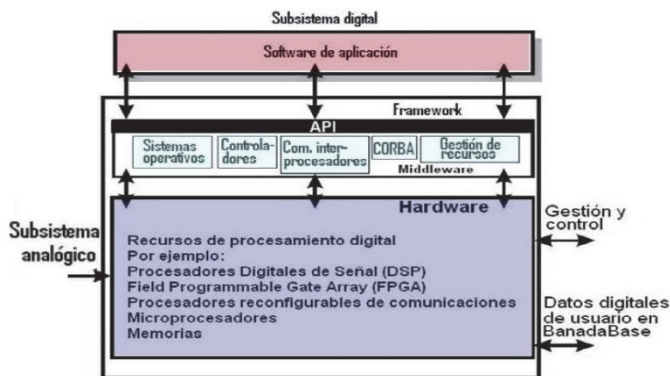 Subsistema digital
Software de aplicación
Framework
API
Sistemas
operativos
Controla-
dores
Com. inter-
procesadores
CORBA
Gestión de
recursos
Middleware
Hardware
Subsistema
analógico
Recursos de procesamiento digital
Por ejemplo:
Procesadores Digitales de Señal (DSP)
Field Programmable Gate Array (FPGA)
Procesadores reconfigurables de comunicaciones
Microprocesadores
Memorias
Gestión y
control
Datos digitales
de usuario en
BanadaBase